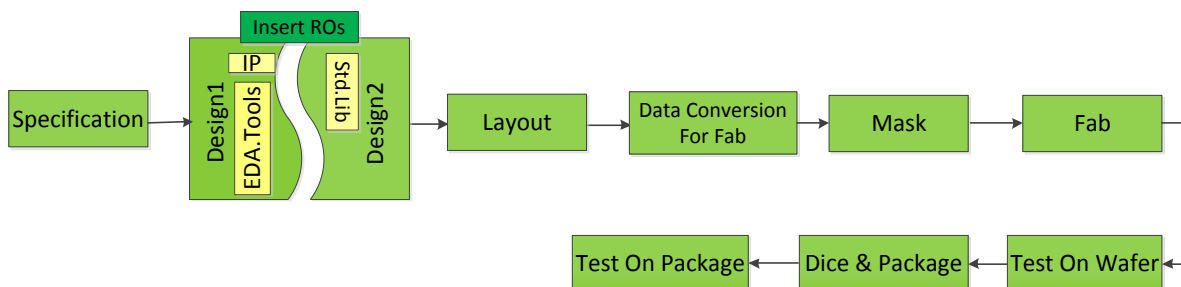 Insert ROs
Specification
Design1
IP
EDA.Tools
Std.Lib
Design2
Layout
Data Conversion
For Fab
Mask
Fab
Test On Package
Dice & Package
Test On Wafer